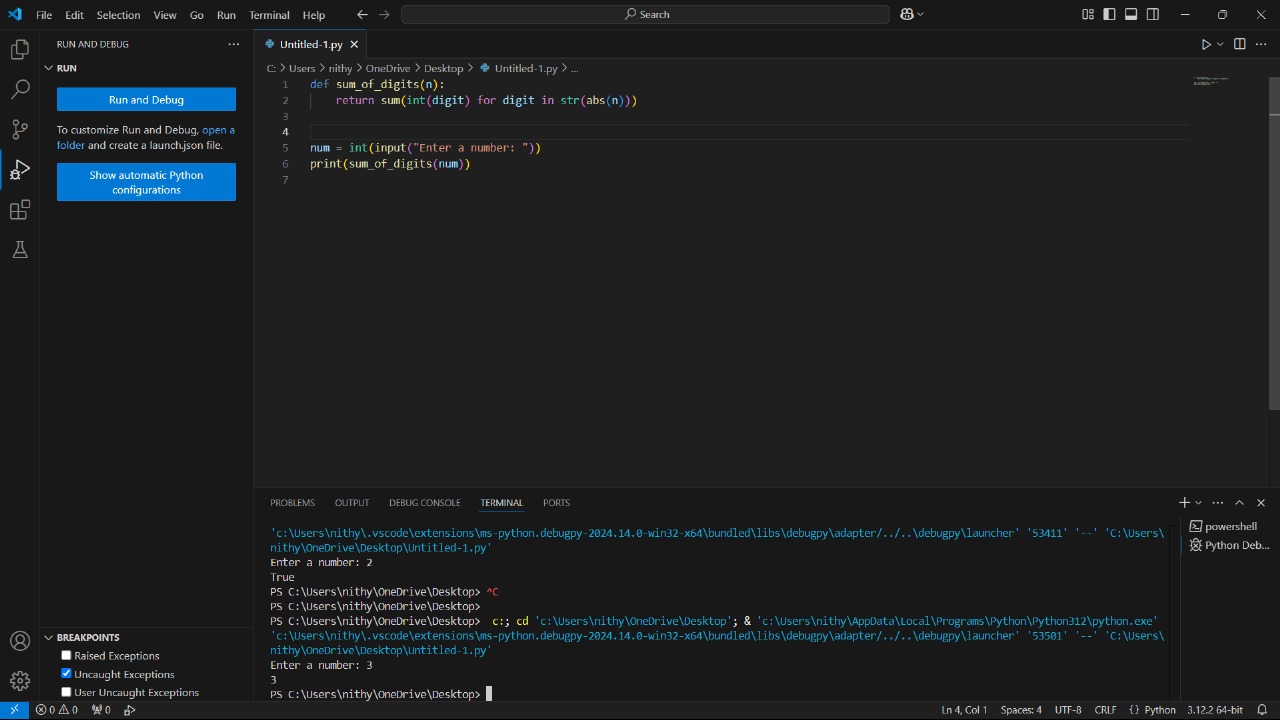 File Edit Selection View Go Run Terminal Help Search
RUN AND DEBUG ···
RUN
Run and Debug
To customize Run and Debug, open a
folder and create a launch.json file.
Show automatic Python
configurations
Untitled-1.py
C: > Users > nithy > OneDrive > Desktop > Untitled-1.py > ...
1 def sum_of_digits(n):
2 return sum(int(digit) for digit in str(abs(n)))
3
4
5 num = int(input("Enter a number: "))
6 print(sum_of_digits(num))
7
PROBLEMS OUTPUT DEBUG CONSOLE TERMINAL PORTS
'c:\Users\nithy\.vscode\extensions\ms-python.debugpy-2024.14.0-win32-x64\bundled\libs\debugpy\adapter/../..\debugpy\launcher' '53411' '--' 'C:\Users\
nithy\OneDrive\Desktop\Untitled-1.py'
Enter a number: 2
True
PS C:\Users\nithy\OneDrive\Desktop> ^C
PS C:\Users\nithy\OneDrive\Desktop>
PS C:\Users\nithy\OneDrive\Desktop> c:; cd 'c:\Users\nithy\OneDrive\Desktop'; & 'c:\Users\nithy\AppData\Local\Programs\Python\Python312\python.exe'
'c:\Users\nithy\.vscode\extensions\ms-python.debugpy-2024.14.0-win32-x64\bundled\libs\debugpy\adapter/../..\debugpy\launcher' '53501' '--' 'C:\Users\
nithy\OneDrive\Desktop\Untitled-1.py'
Enter a number: 3
3
PS C:\Users\nithy\OneDrive\Desktop>
powershell
Python Deb...
BREAKPOINTS
Raised Exceptions
Uncaught Exceptions
User Uncaught Exceptions
0 0 0 Ln 4, Col 1 Spaces: 4 UTF-8 CRLF {} Python 3.12.2 64-bit